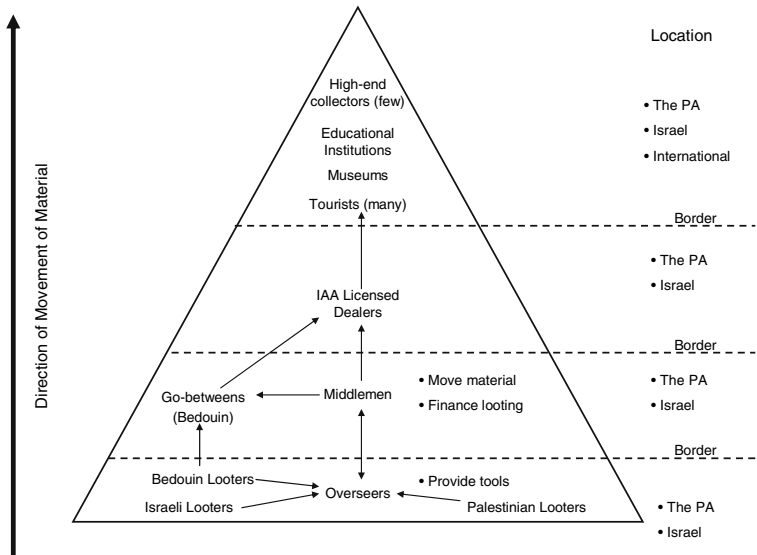 Location
High-end
collectors (few)
Educational
Institutions
Museums
Tourists (many)
• The PA
• Israel
• International
Border
IAA Licensed
Dealers
• The PA
• Israel
Border
Go-betweens
(Bedouin)
Middlemen
• Move material
• Finance looting
• The PA
• Israel
Border
Bedouin Looters
Israeli Looters
Overseers
• Provide tools
Palestinian Looters
• The PA
• Israel
Direction of Movement of Material